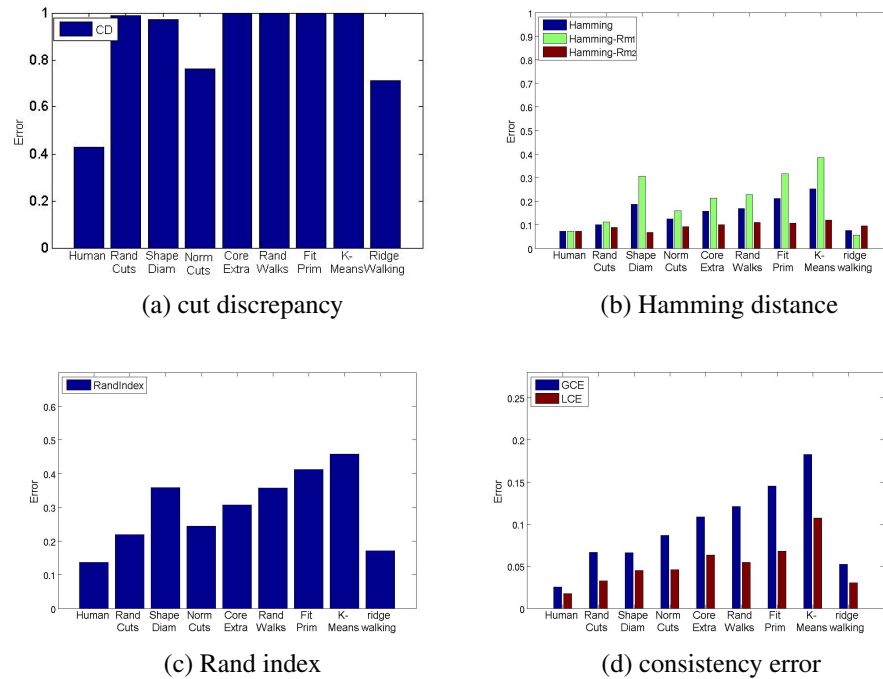 CD
Error
1
0.8
0.6
0.4
0.2
0
Human Rand Cuts Shape Diam Norm Cuts Core Extra Rand Walks Fit Prim K-Means Ridge Walking
(a) cut discrepancy
Hamming
Hamming-Rm1
Hamming-Rm2
Error
1
0.9
0.8
0.7
0.6
0.5
0.4
0.3
0.2
0.1
0
Human Rand Cuts Shape Diam Norm Cuts Core Extra Rand Walks Fit Prim K-Means ridge walking
(b) Hamming distance
RandIndex
Error
0.6
0.5
0.4
0.3
0.2
0.1
0
Human Rand Cuts Shape Diam Norm Cuts Core Extra Rand Walks Fit Prim K-Means ridge walking
(c) Rand index
GCE
LCE
Error
0.25
0.2
0.15
0.1
0.05
0
Human Rand Cuts Shape Diam Norm Cuts Core Extra Rand Walks Fit Prim K-Means ridge walking
(d) consistency error